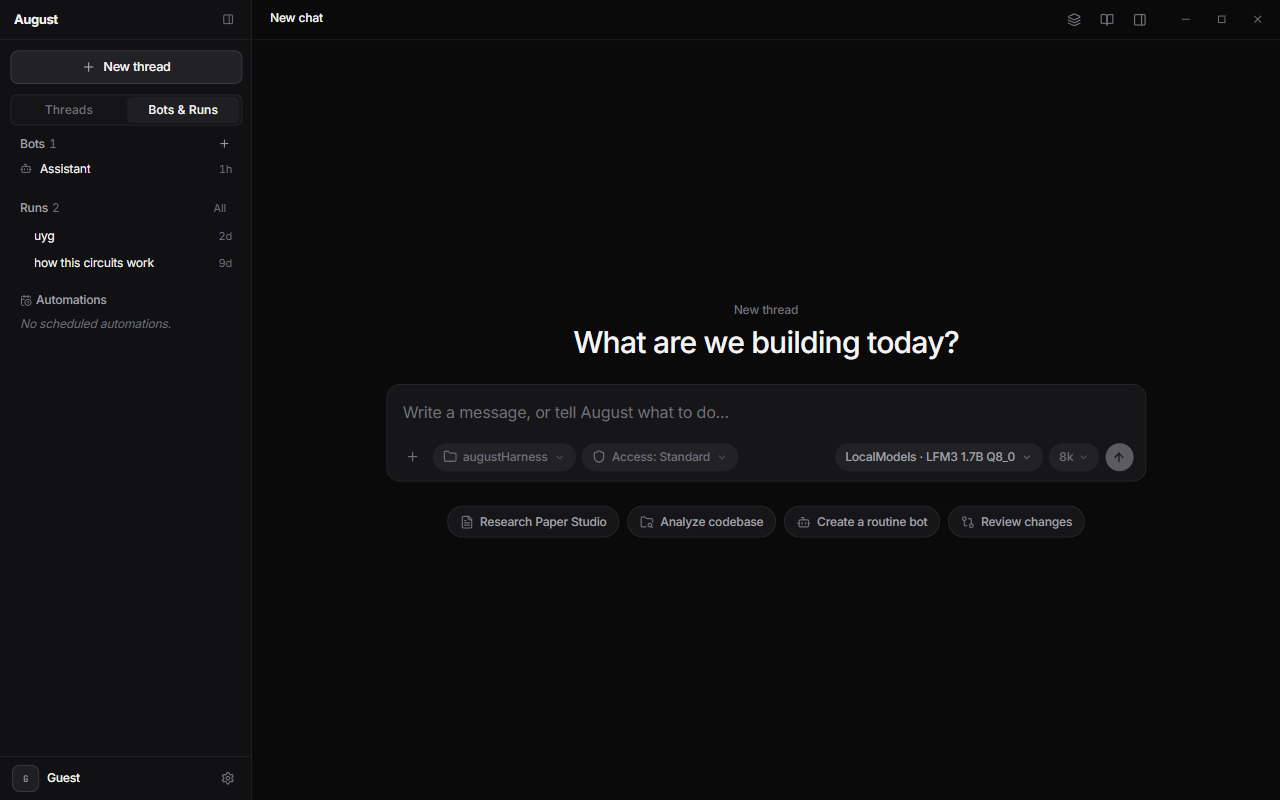 August
New chat
New thread
Threads
Bots & Runs
Bots 1
Assistant 1h
Runs 2 All
uyg 2d
how this circuits work 9d
Automations
No scheduled automations.
New thread
What are we building today?
Write a message, or tell August what to do...
augustHarness
Access: Standard
LocalModels · LFM3 1.7B Q8_0
8k
Research Paper Studio
Analyze codebase
Create a routine bot
Review changes
G
Guest